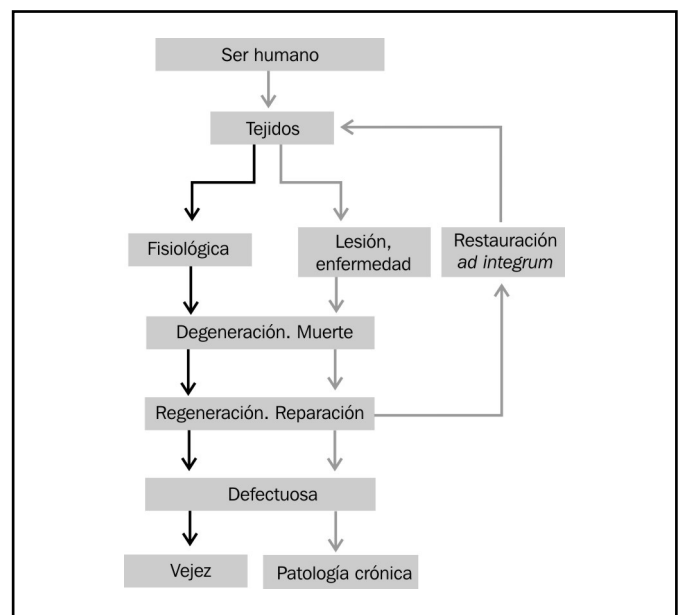 Ser humano
Tejidos
Fisiológica
Lesión,
enfermedad
Restauración
ad integrum
Degeneración. Muerte
Regeneración. Reparación
Defectuosa
Vejez
Patología crónica